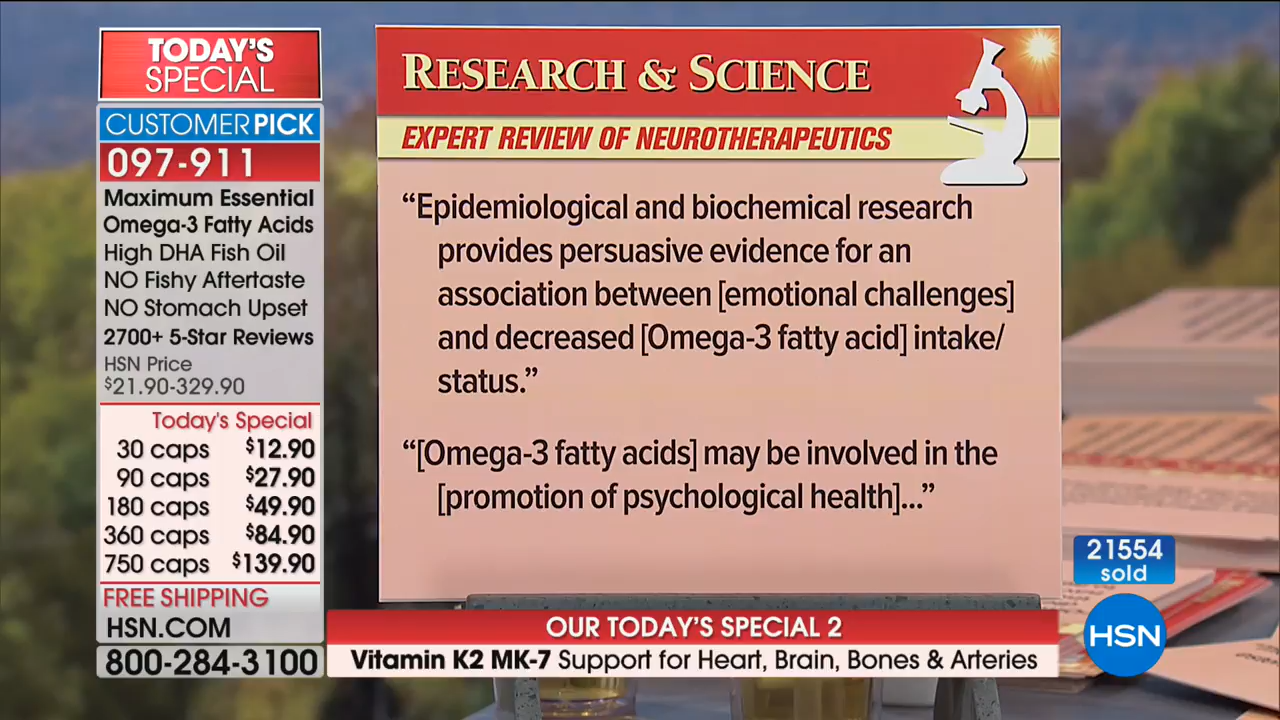 TODAY'S
SPECIAL
CUSTOMER PICK
097-911
Maximum Essential
Omega-3 Fatty Acids
High DHA Fish Oil
NO Fishy Aftertaste
NO Stomach Upset
2700+ 5-Star Reviews
HSN Price
$21.90-329.90
Today's Special
30 caps $12.90
90 caps $27.90
180 caps $49.90
360 caps $84.90
750 caps $139.90
FREE SHIPPING
HSN.COM
800-284-3100
RESEARCH & SCIENCE
EXPERT REVIEW OF NEUROTHERAPEUTICS
“Epidemiological and biochemical research
provides persuasive evidence for an
association between [emotional challenges]
and decreased [Omega-3 fatty acid] intake/
status.”
“[Omega-3 fatty acids] may be involved in the
[promotion of psychological health]...”
21554
sold
HSN
OUR TODAY'S SPECIAL 2
Vitamin K2 MK-7 Support for Heart, Brain, Bones & Arteries